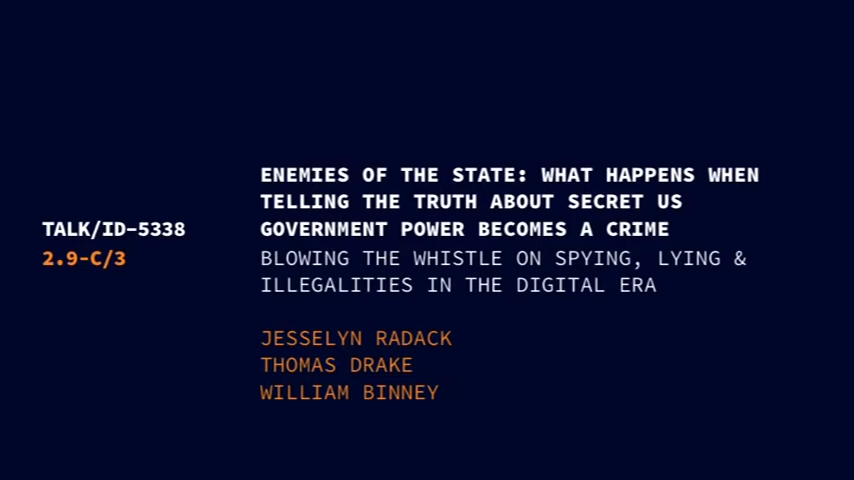 ENEMIES OF THE STATE: WHAT HAPPENS WHEN
TELLING THE TRUTH ABOUT SECRET US
TALK/ID-5338
GOVERNMENT POWER BECOMES A CRIME
2.9-C/3
BLOWING THE WHISTLE ON SPYING, LYING &
ILLEGALITIES IN THE DIGITAL ERA
JESSELYN RADACK
THOMAS DRAKE
WILLIAM BINNEY